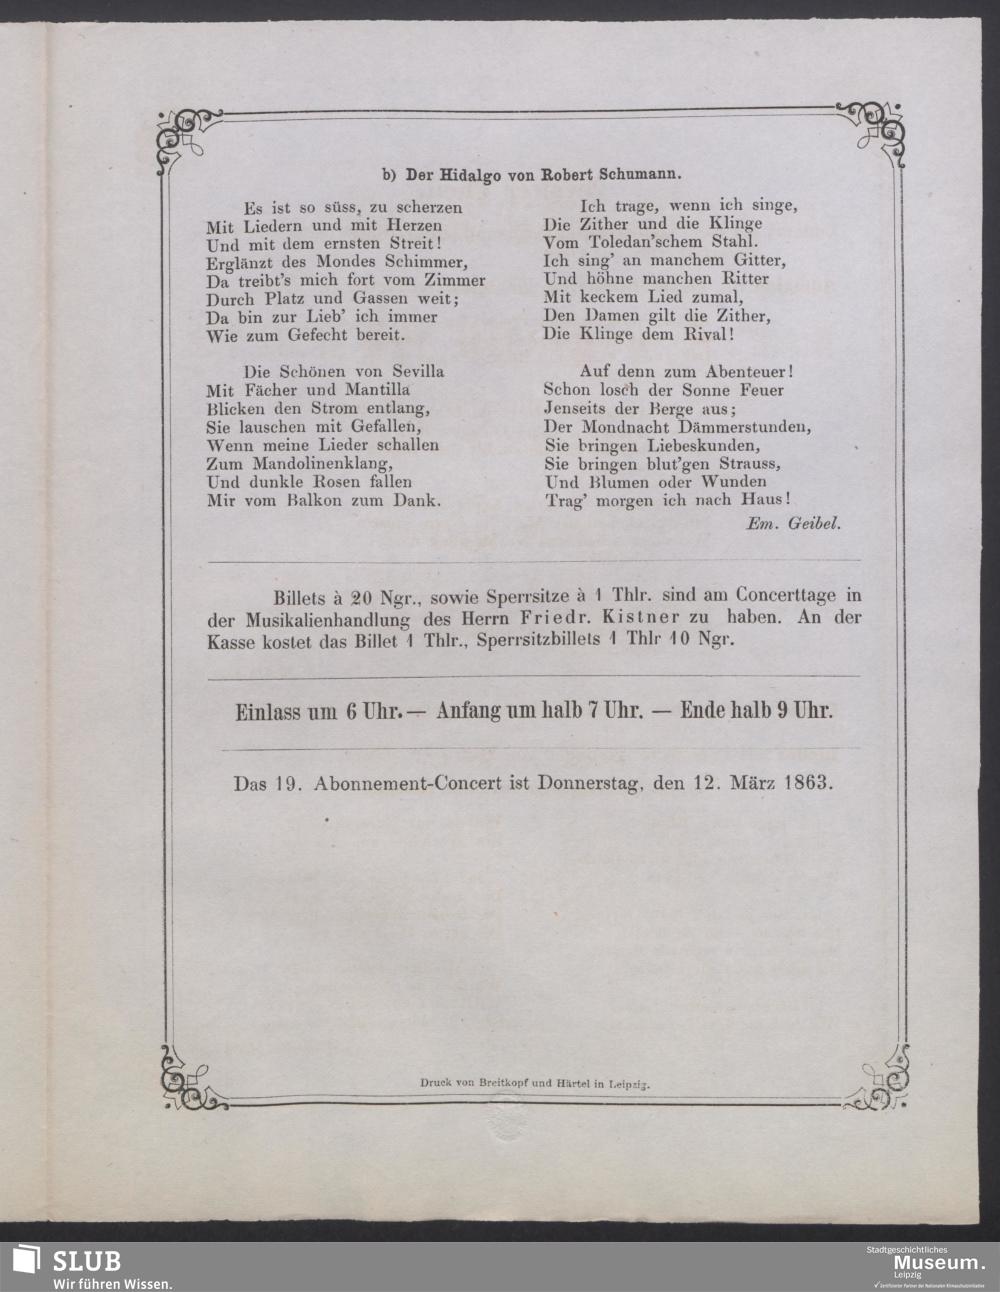 b) Der Hidalgo von Robert Schumann.
Es ist so süss, zu scherzen
Mit Liedern und mit Herzen
Und mit dem ernsten Streit!
Erglänzt des Mondes Schimmer,
Da treibt's mich fort vom Zimmer
Durch Platz und Gassen weit;
Da bin zur Lieb' ich immer
Wie zum Gefecht bereit.
Die Schönen von Sevilla
Mit Fächer und Mantilla
Blicken den Strom entlang,
Sie lauschen mit Gefallen,
Wenn meine Lieder schallen
Zum Mandolinenklang,
Und dunkle Rosen fallen
Mir vom Balkon zum Dank.
Ich trage, wenn ich singe,
Die Zither und die Klinge
Vom Toledan'schem Stahl.
Ich sing' an manchem Gitter,
Und höhne manchen Ritter
Mit keckem Lied zumal,
Den Damen gilt die Zither,
Die Klinge dem Rival!
Auf denn zum Abenteuer!
Schon losch der Sonne Feuer
Jenseits der Berge aus;
Der Mondnacht Dämmerstunden,
Sie bringen Liebeskunden,
Sie bringen blut'gen Strauss,
Und Blumen oder Wunden
Trag' morgen ich nach Haus!
Em. Geibel.
Billets à 20 Ngr., sowie Sperrsitze à 1 Thlr. sind am Concerttage in
der Musikalienhandlung des Herrn Friedr. Kistner zu haben. An der
Kasse kostet das Billet 1 Thlr., Sperrsitzbillets 1 Thlr 10 Ngr.
Einlass um 6 Uhr. — Anfang um halb 7 Uhr. — Ende halb 9 Uhr.
Das 19. Abonnement-Concert ist Donnerstag, den 12. März 1863.
Druck von Breitkopf und Härtel in Leipzig.
SLUB
Wir führen Wissen.
Stadtgeschichtliches
Museum.
Leipzig
Zertifizierter Partner der Nationalen Klimaschutzinitiative